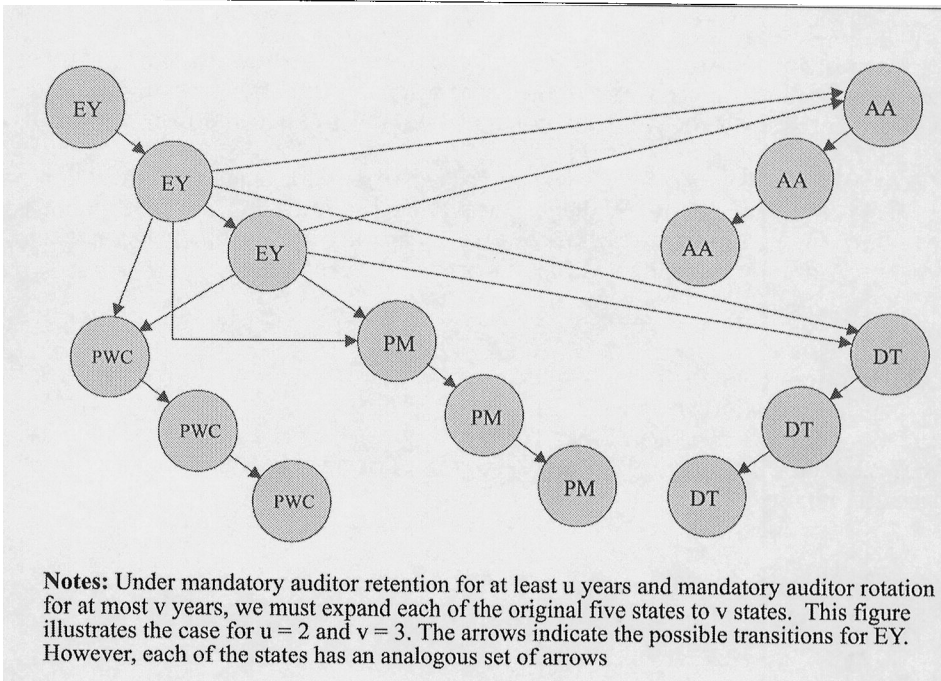 EY
AA
EY
AA
EY
AA
PWC
PM
DT
PWC
PM
DT
PWC
PM
DT
Notes: Under mandatory auditor retention for at least u years and mandatory auditor rotation
for at most v years, we must expand each of the original five states to v states.  This figure
illustrates the case for u = 2 and v = 3. The arrows indicate the possible transitions for EY.
However, each of the states has an analogous set of arrows